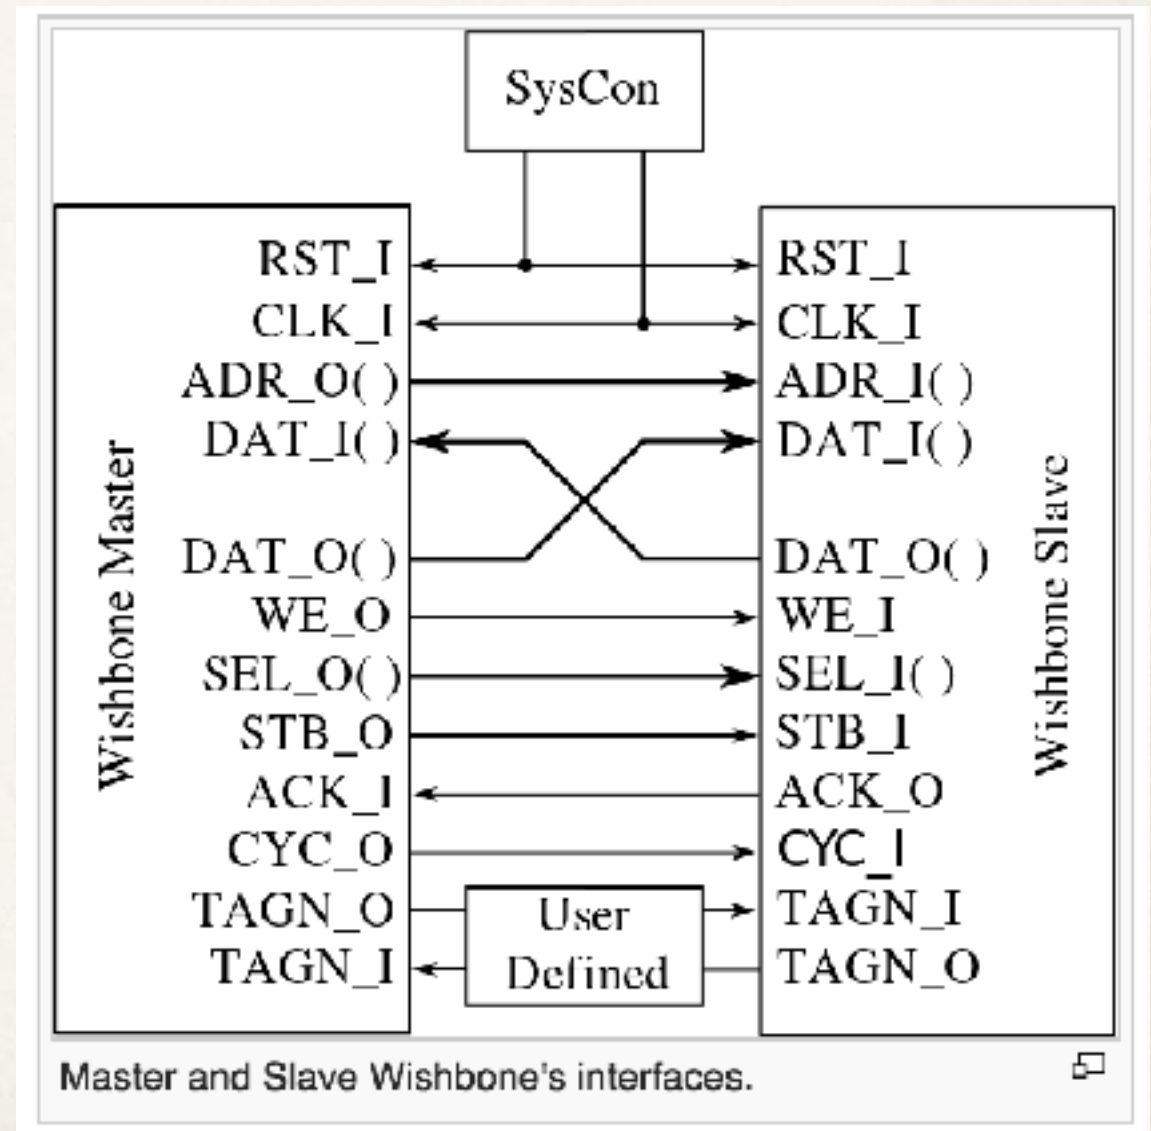 SysCon
RST_I RST_I
CLK_I CLK_I
ADR_O( ) ADR_I( )
DAT_I( ) DAT_I( )
DAT_O( ) DAT_O( )
WE_O WE_I
SEL_O( ) SEL_I( )
STB_O STB_I
ACK_I ACK_O
CYC_O CYC_I
TAGN_O User TAGN_I
TAGN_I Defined TAGN_O
Wishbone Master
Wishbone Slave
Master and Slave Wishbone's interfaces.